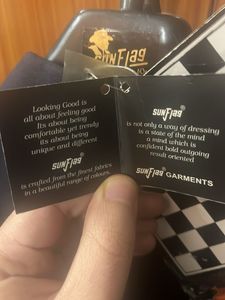 sunFlag
Looking Good is
all about feeling good
Its about being
comfortable yet trendy
its about being
unique and different
sunFlag
is crafted from the finest fabrics
in a beautiful range of colours.
sunFlag
is not only a way of dressing
is a state of the mind
a mind which is
confident bold outgoing
result oriented
sunFlag GARMENTS